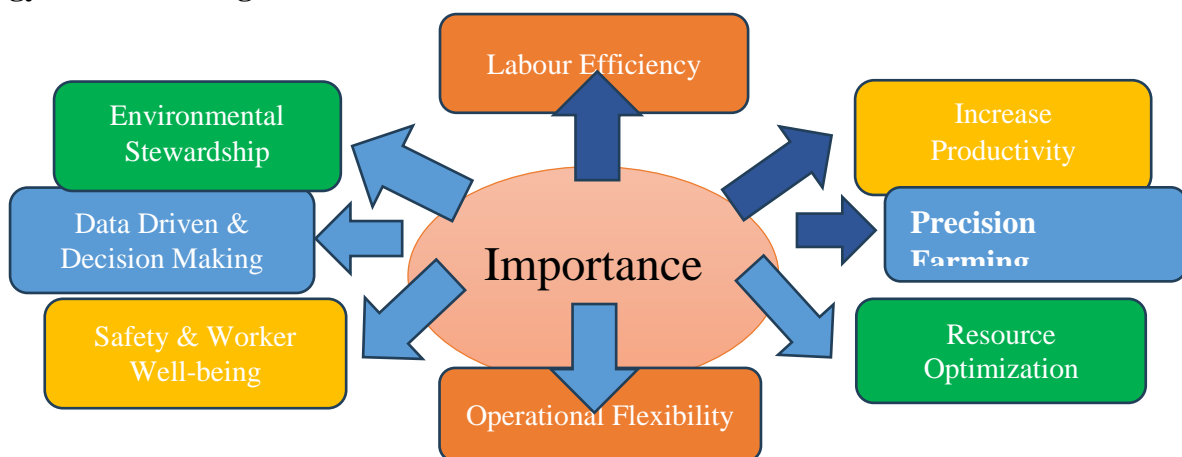 Labour Efficiency
Environmental
Stewardship
Increase
Productivity
Data Driven &
Decision Making
Precision
Farming
Importance
Safety & Worker
Well-being
Resource
Optimization
Operational Flexibility